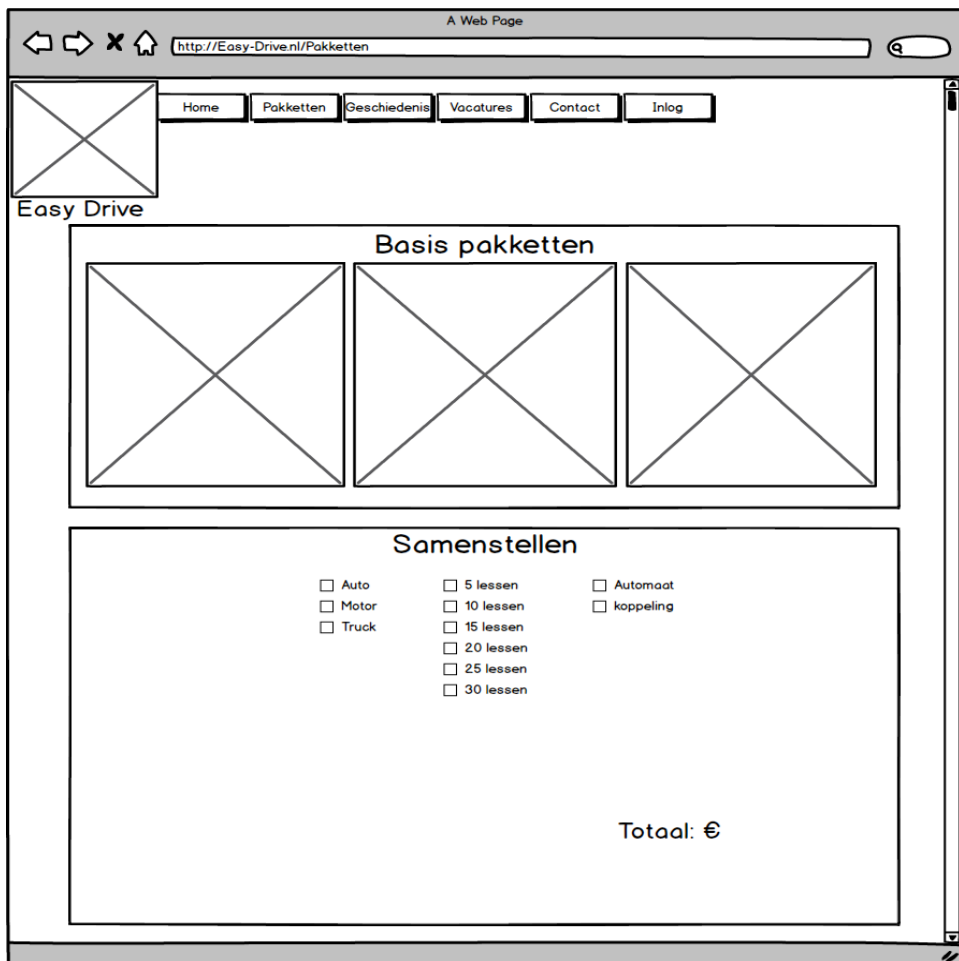 A Web Page
http://Easy-Drive.nl/Pakketten
Home Pakketten Geschiedenis Vacatures Contact Inlog
Easy Drive
Basis pakketten
Samenstellen
Auto 5 lessen Automaat
Motor 10 lessen koppeling
Truck 15 lessen
20 lessen
25 lessen
30 lessen
Totaal: €